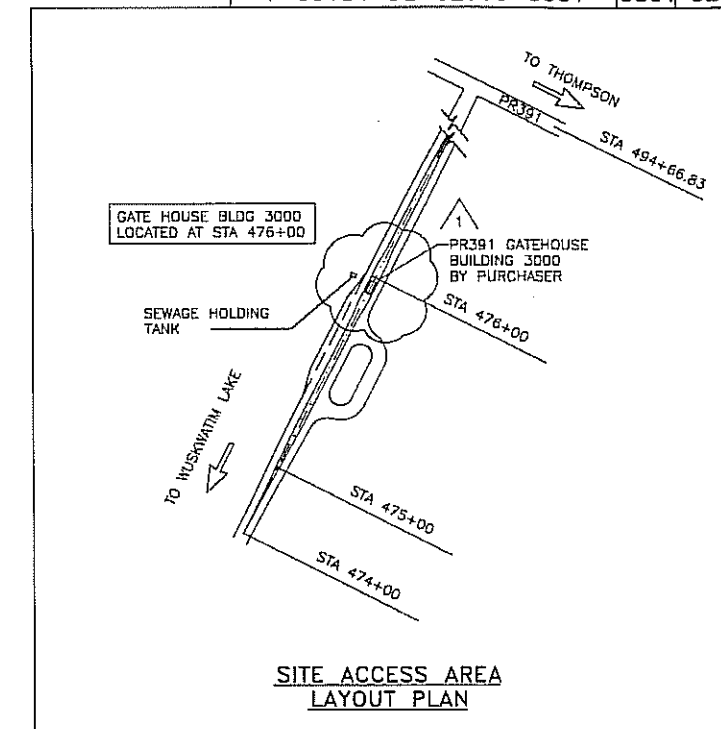 TO THOMPSON
PR391
STA 494+66.83
GATE HOUSE BLDG 3000
LOCATED AT STA 476+00
1
PR391 GATEHOUSE
BUILDING 3000
BY PURCHASER
SEWAGE HOLDING
TANK
STA 476+00
TO WUSKWATIM LAKE
STA 475+00
STA 474+00
SITE ACCESS AREA
LAYOUT PLAN